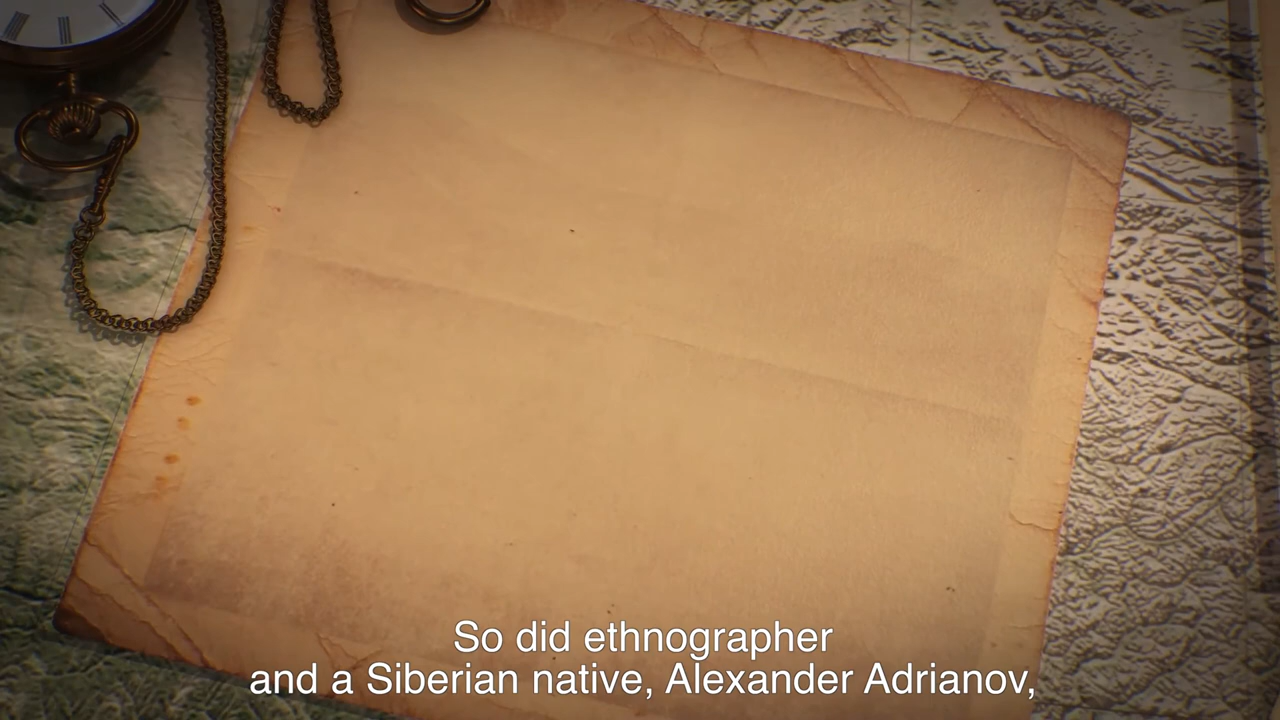 So did ethnographer
and a Siberian native, Alexander Adrianov,